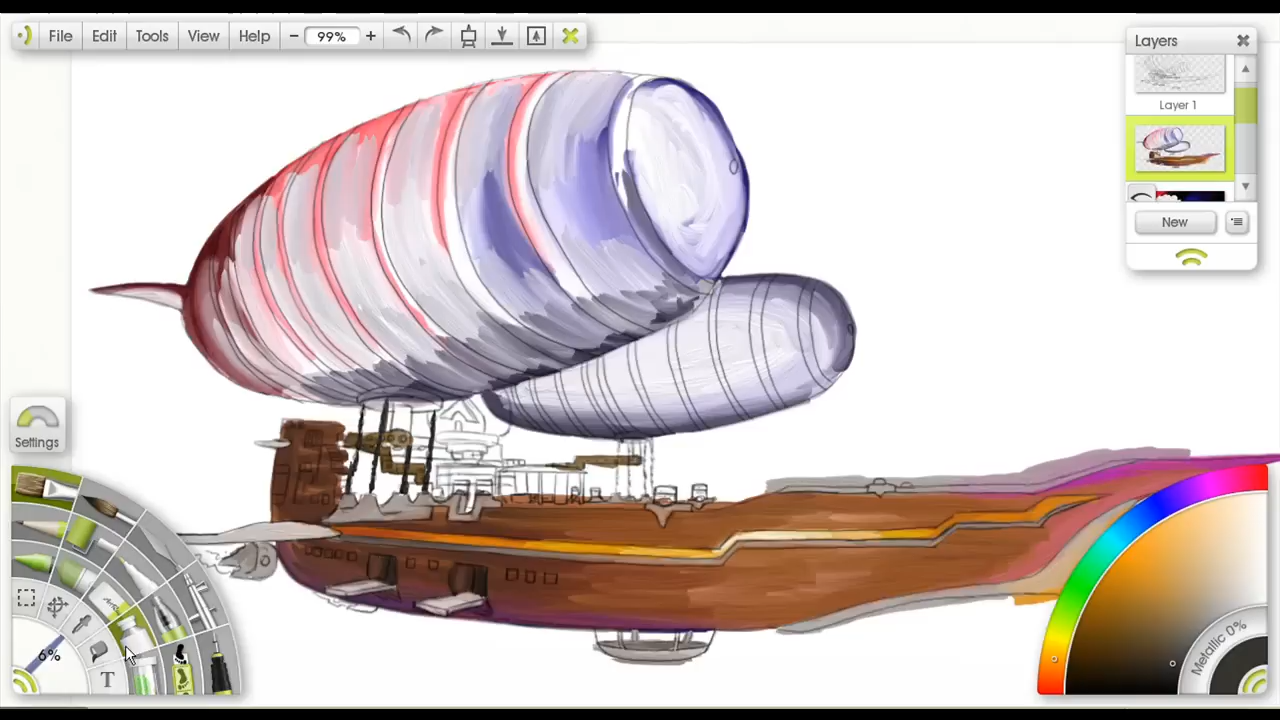 File Edit Tools View Help − 99% +
Layers
Layer 1
New
Settings
6%
T
Metallic 0%